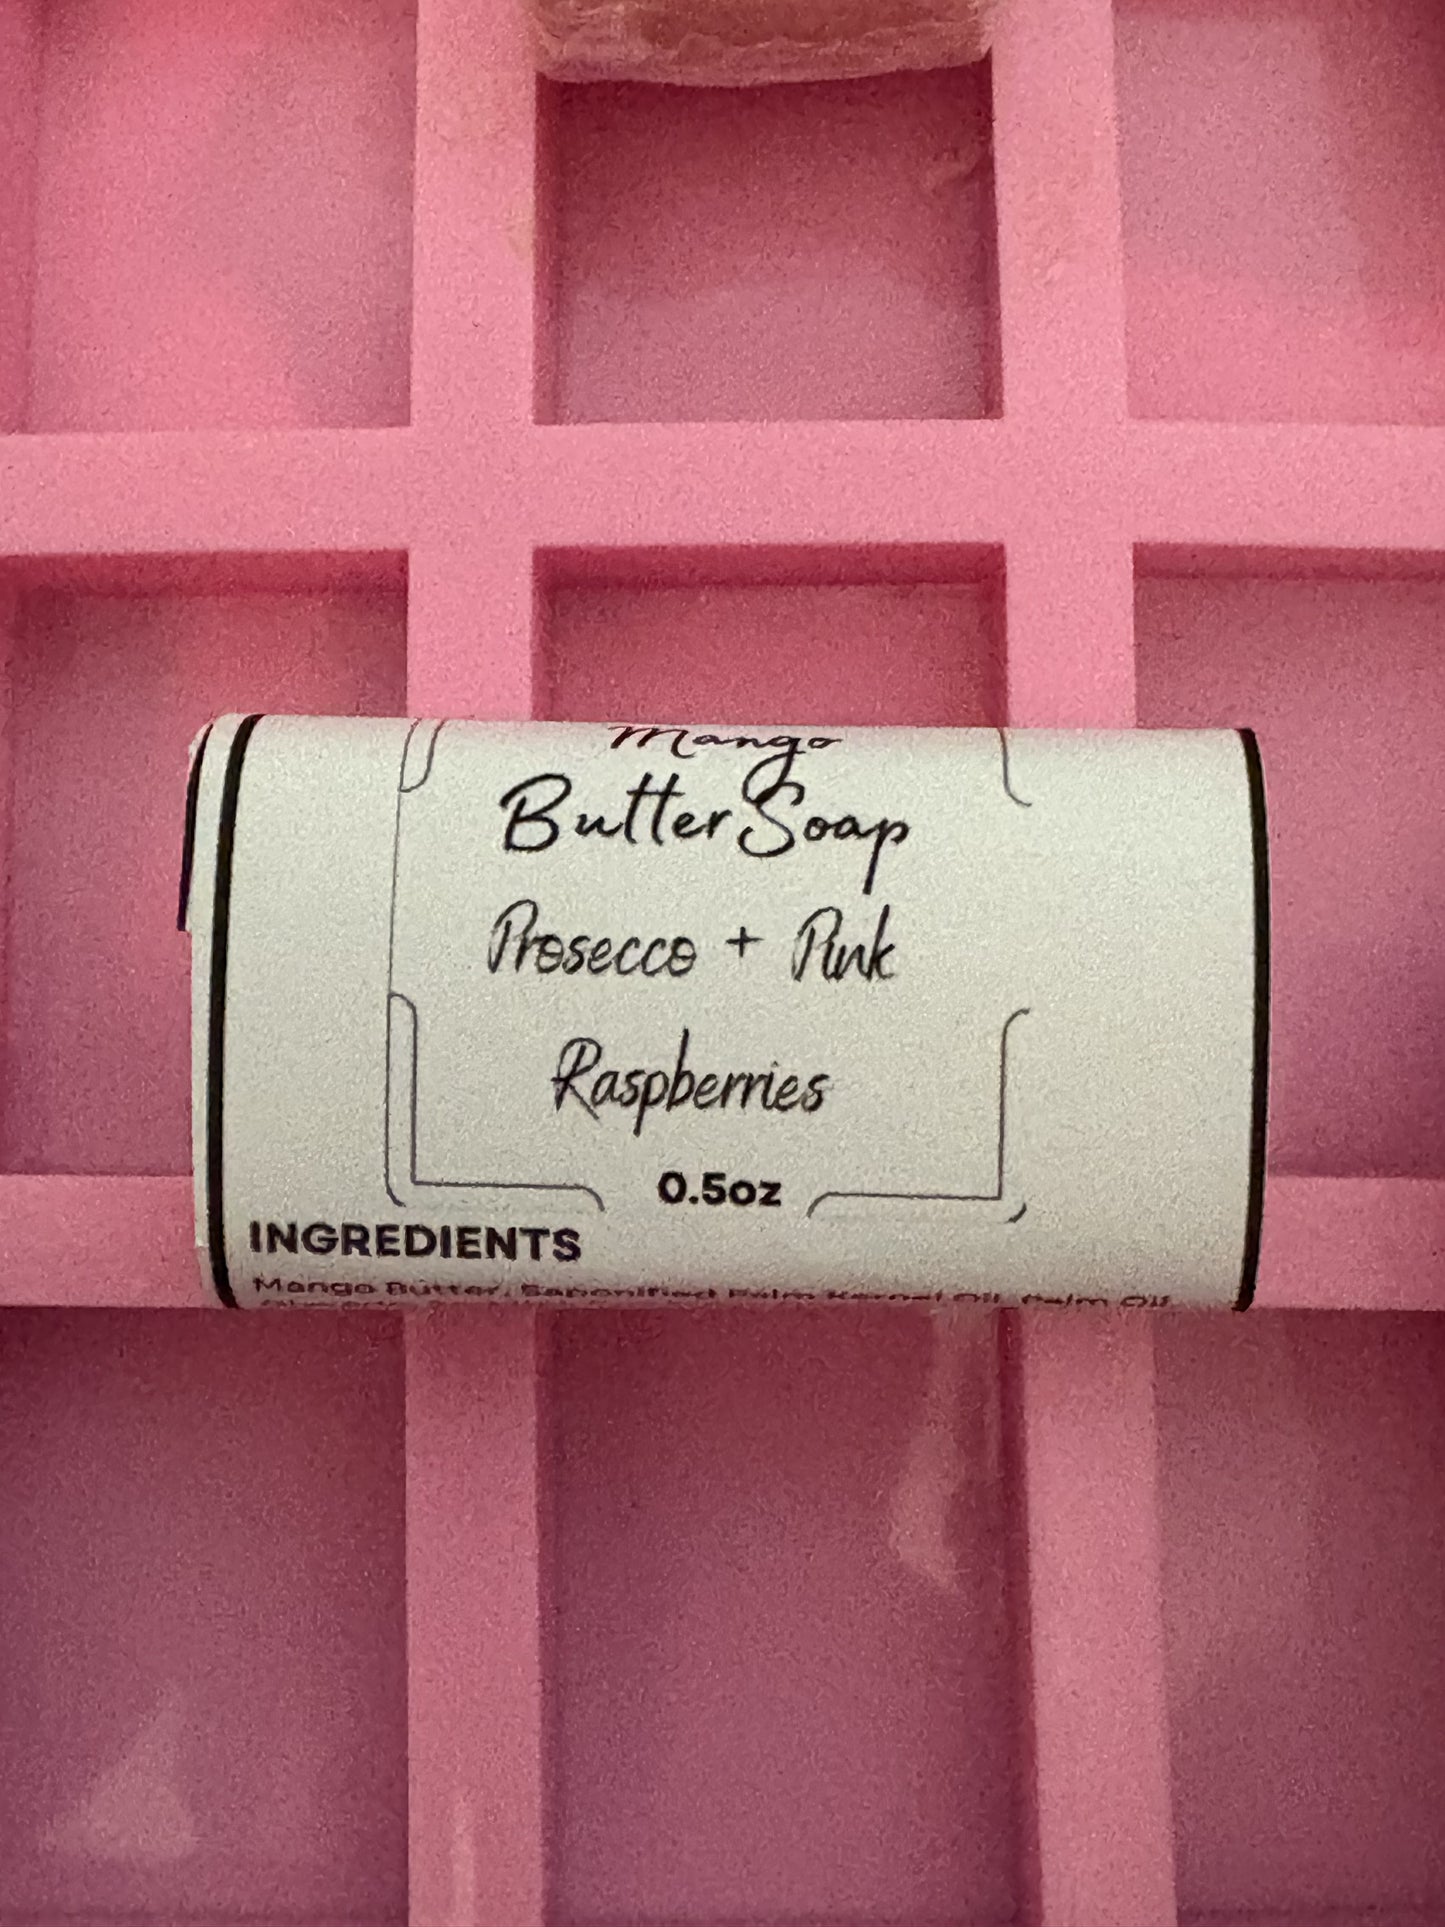 Mango
Butter Soap
Prosecco + Pink
Raspberries
0.5oz
INGREDIENTS
Mango Butter, Saponified Palm Kernel Oil, Palm Oil,